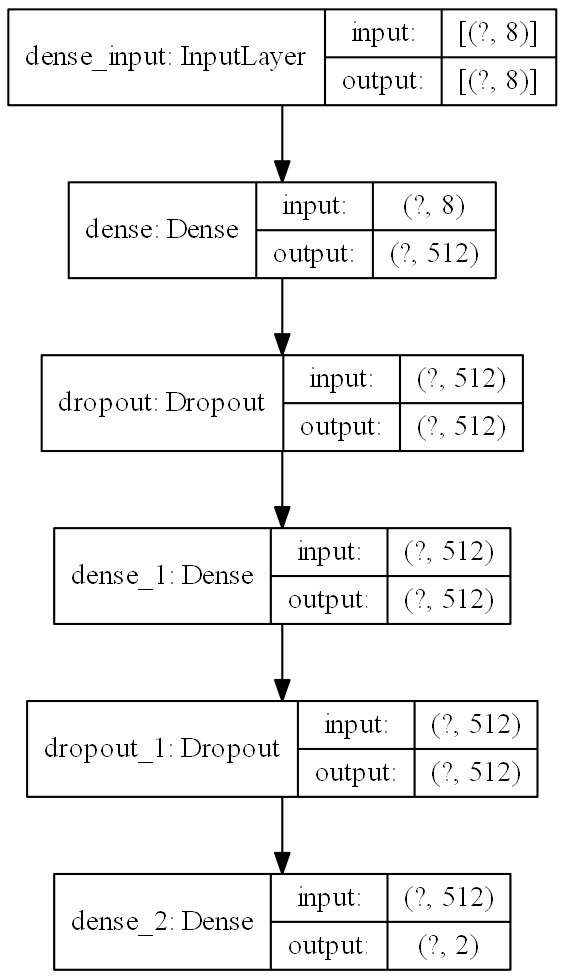 dense_input: InputLayer
input: [(?, 8)]
output: [(?, 8)]
dense: Dense
input: (?, 8)
output: (?, 512)
dropout: Dropout
input: (?, 512)
output: (?, 512)
dense_1: Dense
input: (?, 512)
output: (?, 512)
dropout_1: Dropout
input: (?, 512)
output: (?, 512)
dense_2: Dense
input: (?, 512)
output: (?, 2)